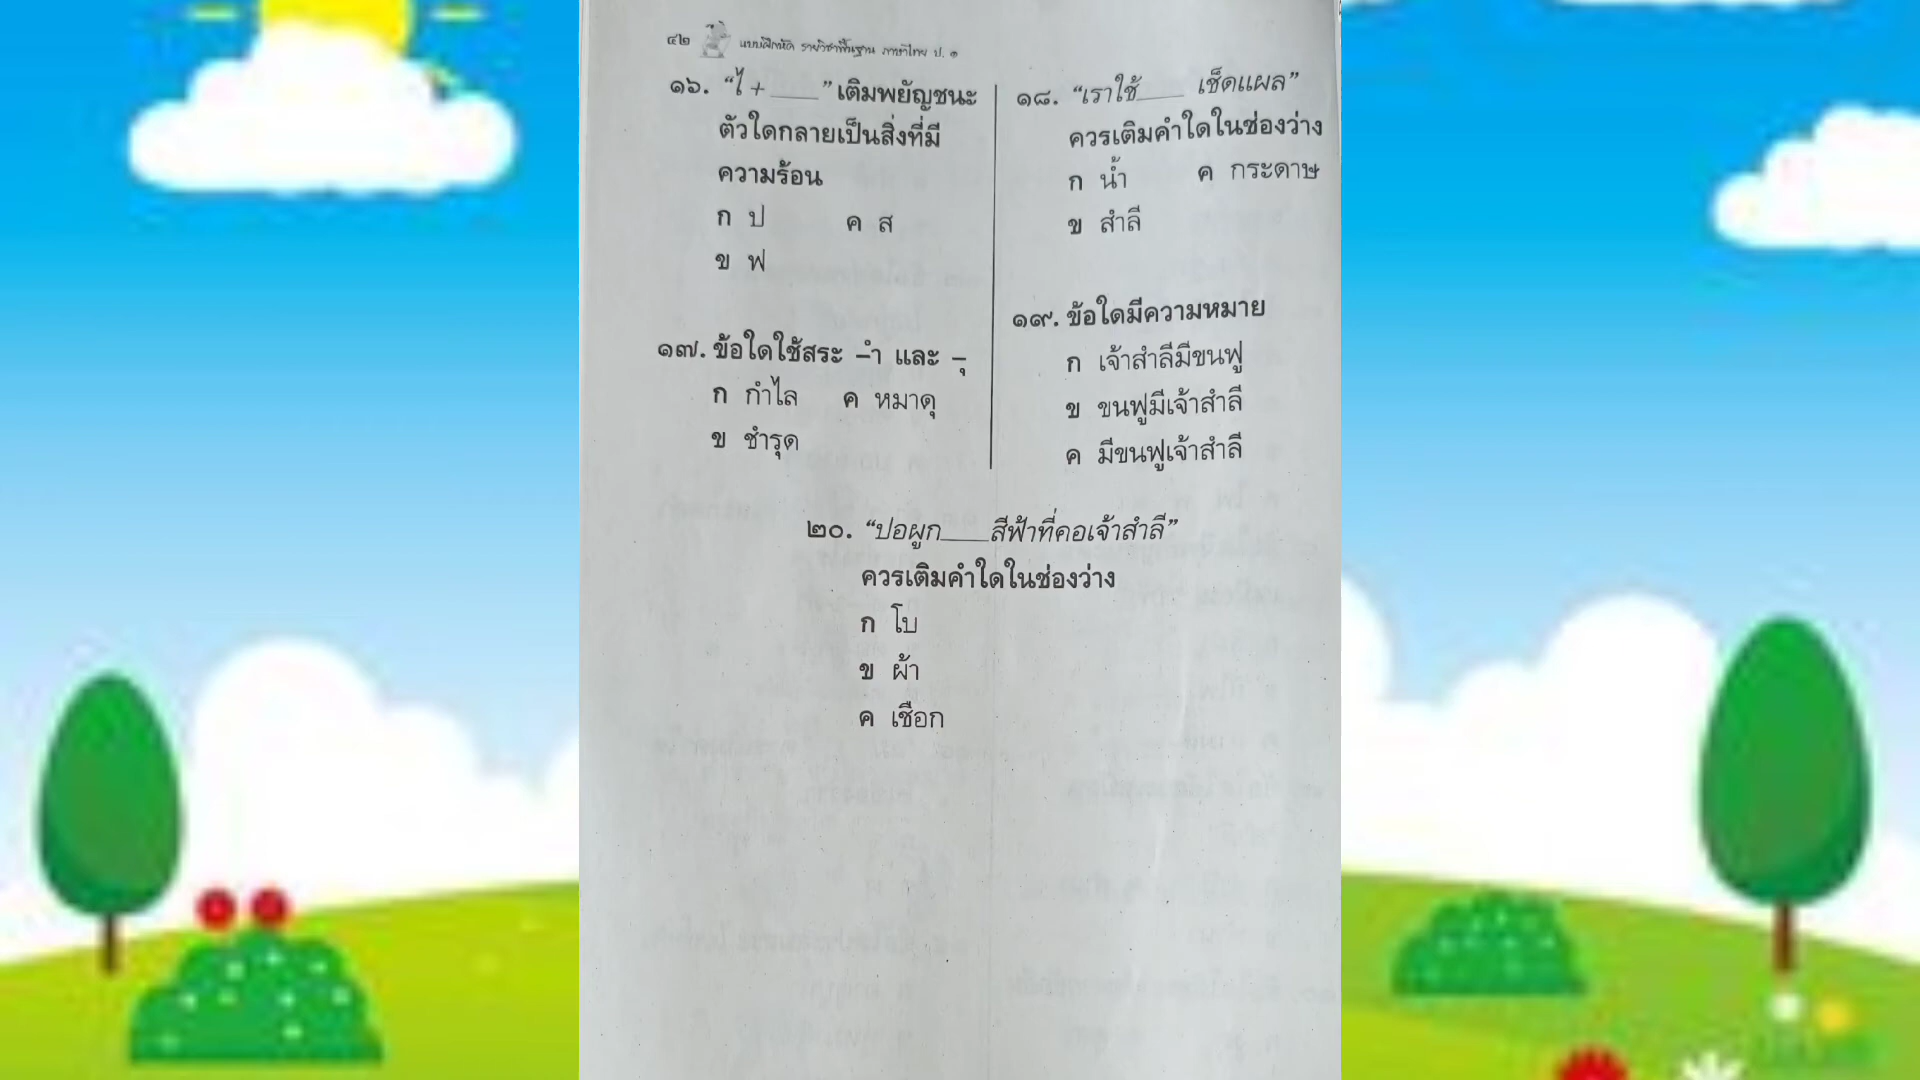 ๔๒ แบบฝึกหัด รายวิชาพื้นฐาน ภาษาไทย ป. ๑
๑๖. “ไ + ____” เติมพยัญชนะ
ตัวใดกลายเป็นสิ่งที่มี
ความร้อน
ก ป ค ส
ข ฟ
๑๗. ข้อใดใช้สระ –ำ และ –ุ
ก กำไล ค หมาดุ
ข ชำรุด
๑๘. “เราใช้____ เช็ดแผล”
ควรเติมคำใดในช่องว่าง
ก น้ำ ค กระดาษ
ข สำลี
๑๙. ข้อใดมีความหมาย
ก เจ้าสำลีมีขนฟู
ข ขนฟูมีเจ้าสำลี
ค มีขนฟูเจ้าสำลี
๒๐. “ปอผูก____สีฟ้าที่คอเจ้าสำลี”
ควรเติมคำใดในช่องว่าง
ก โบ
ข ผ้า
ค เชือก